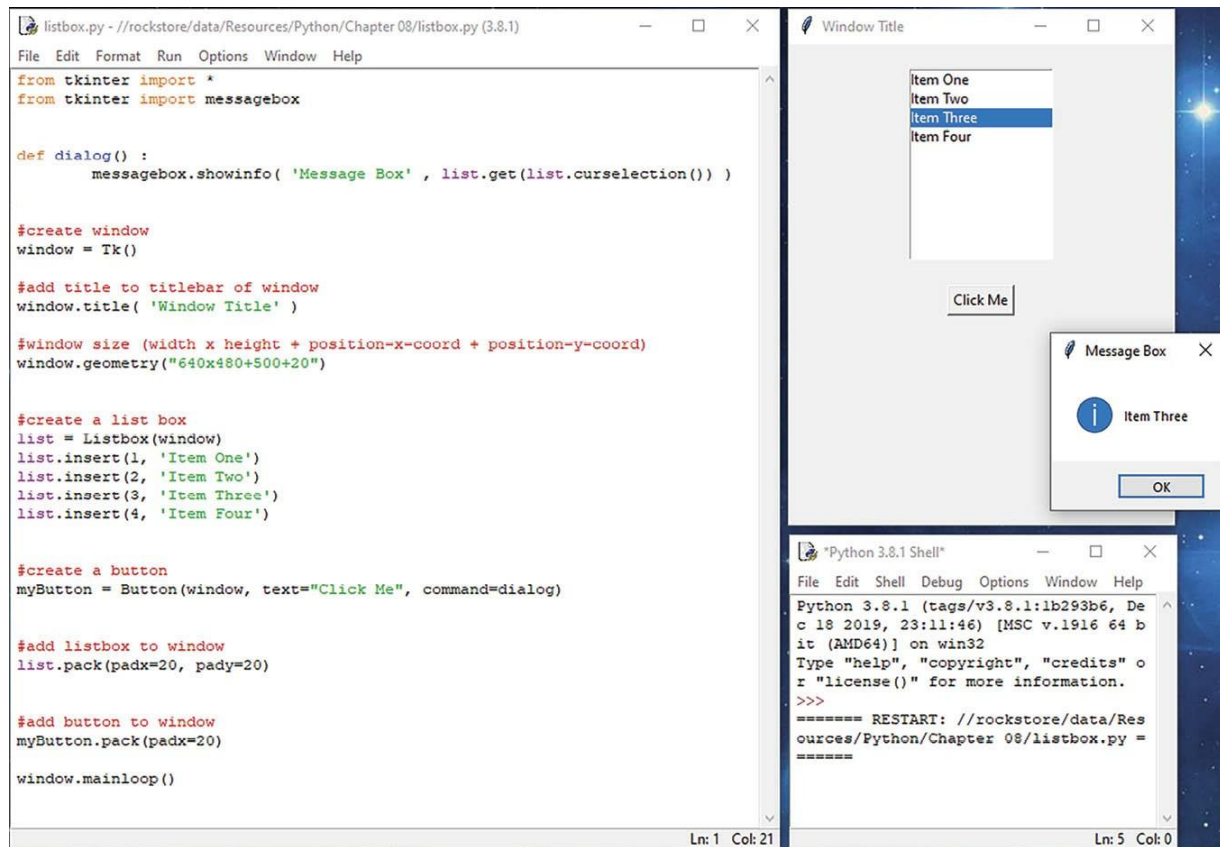 listbox.py - //rockstore/data/Resources/Python/Chapter 08/listbox.py (3.8.1)
File Edit Format Run Options Window Help
from tkinter import *
from tkinter import messagebox
def dialog() :
messagebox.showinfo( 'Message Box' , list.get(list.curselection()) )
#create window
window = Tk()
#add title to titlebar of window
window.title( 'Window Title' )
#window size (width x height + position-x-coord + position-y-coord)
window.geometry("640x480+500+20")
#create a list box
list = Listbox(window)
list.insert(1, 'Item One')
list.insert(2, 'Item Two')
list.insert(3, 'Item Three')
list.insert(4, 'Item Four')
#create a button
myButton = Button(window, text="Click Me", command=dialog)
#add listbox to window
list.pack(padx=20, pady=20)
#add button to window
myButton.pack(padx=20)
window.mainloop()
Ln: 1 Col: 21
Window Title
Item One
Item Two
Item Three
Item Four
Click Me
Message Box
Item Three
OK
*Python 3.8.1 Shell*
File Edit Shell Debug Options Window Help
Python 3.8.1 (tags/v3.8.1:1b293b6, De
c 18 2019, 23:11:46) [MSC v.1916 64 b
it (AMD64)] on win32
Type "help", "copyright", "credits" o
r "license()" for more information.
>>>
======= RESTART: //rockstore/data/Res
ources/Python/Chapter 08/listbox.py =
======
Ln: 5 Col: 0